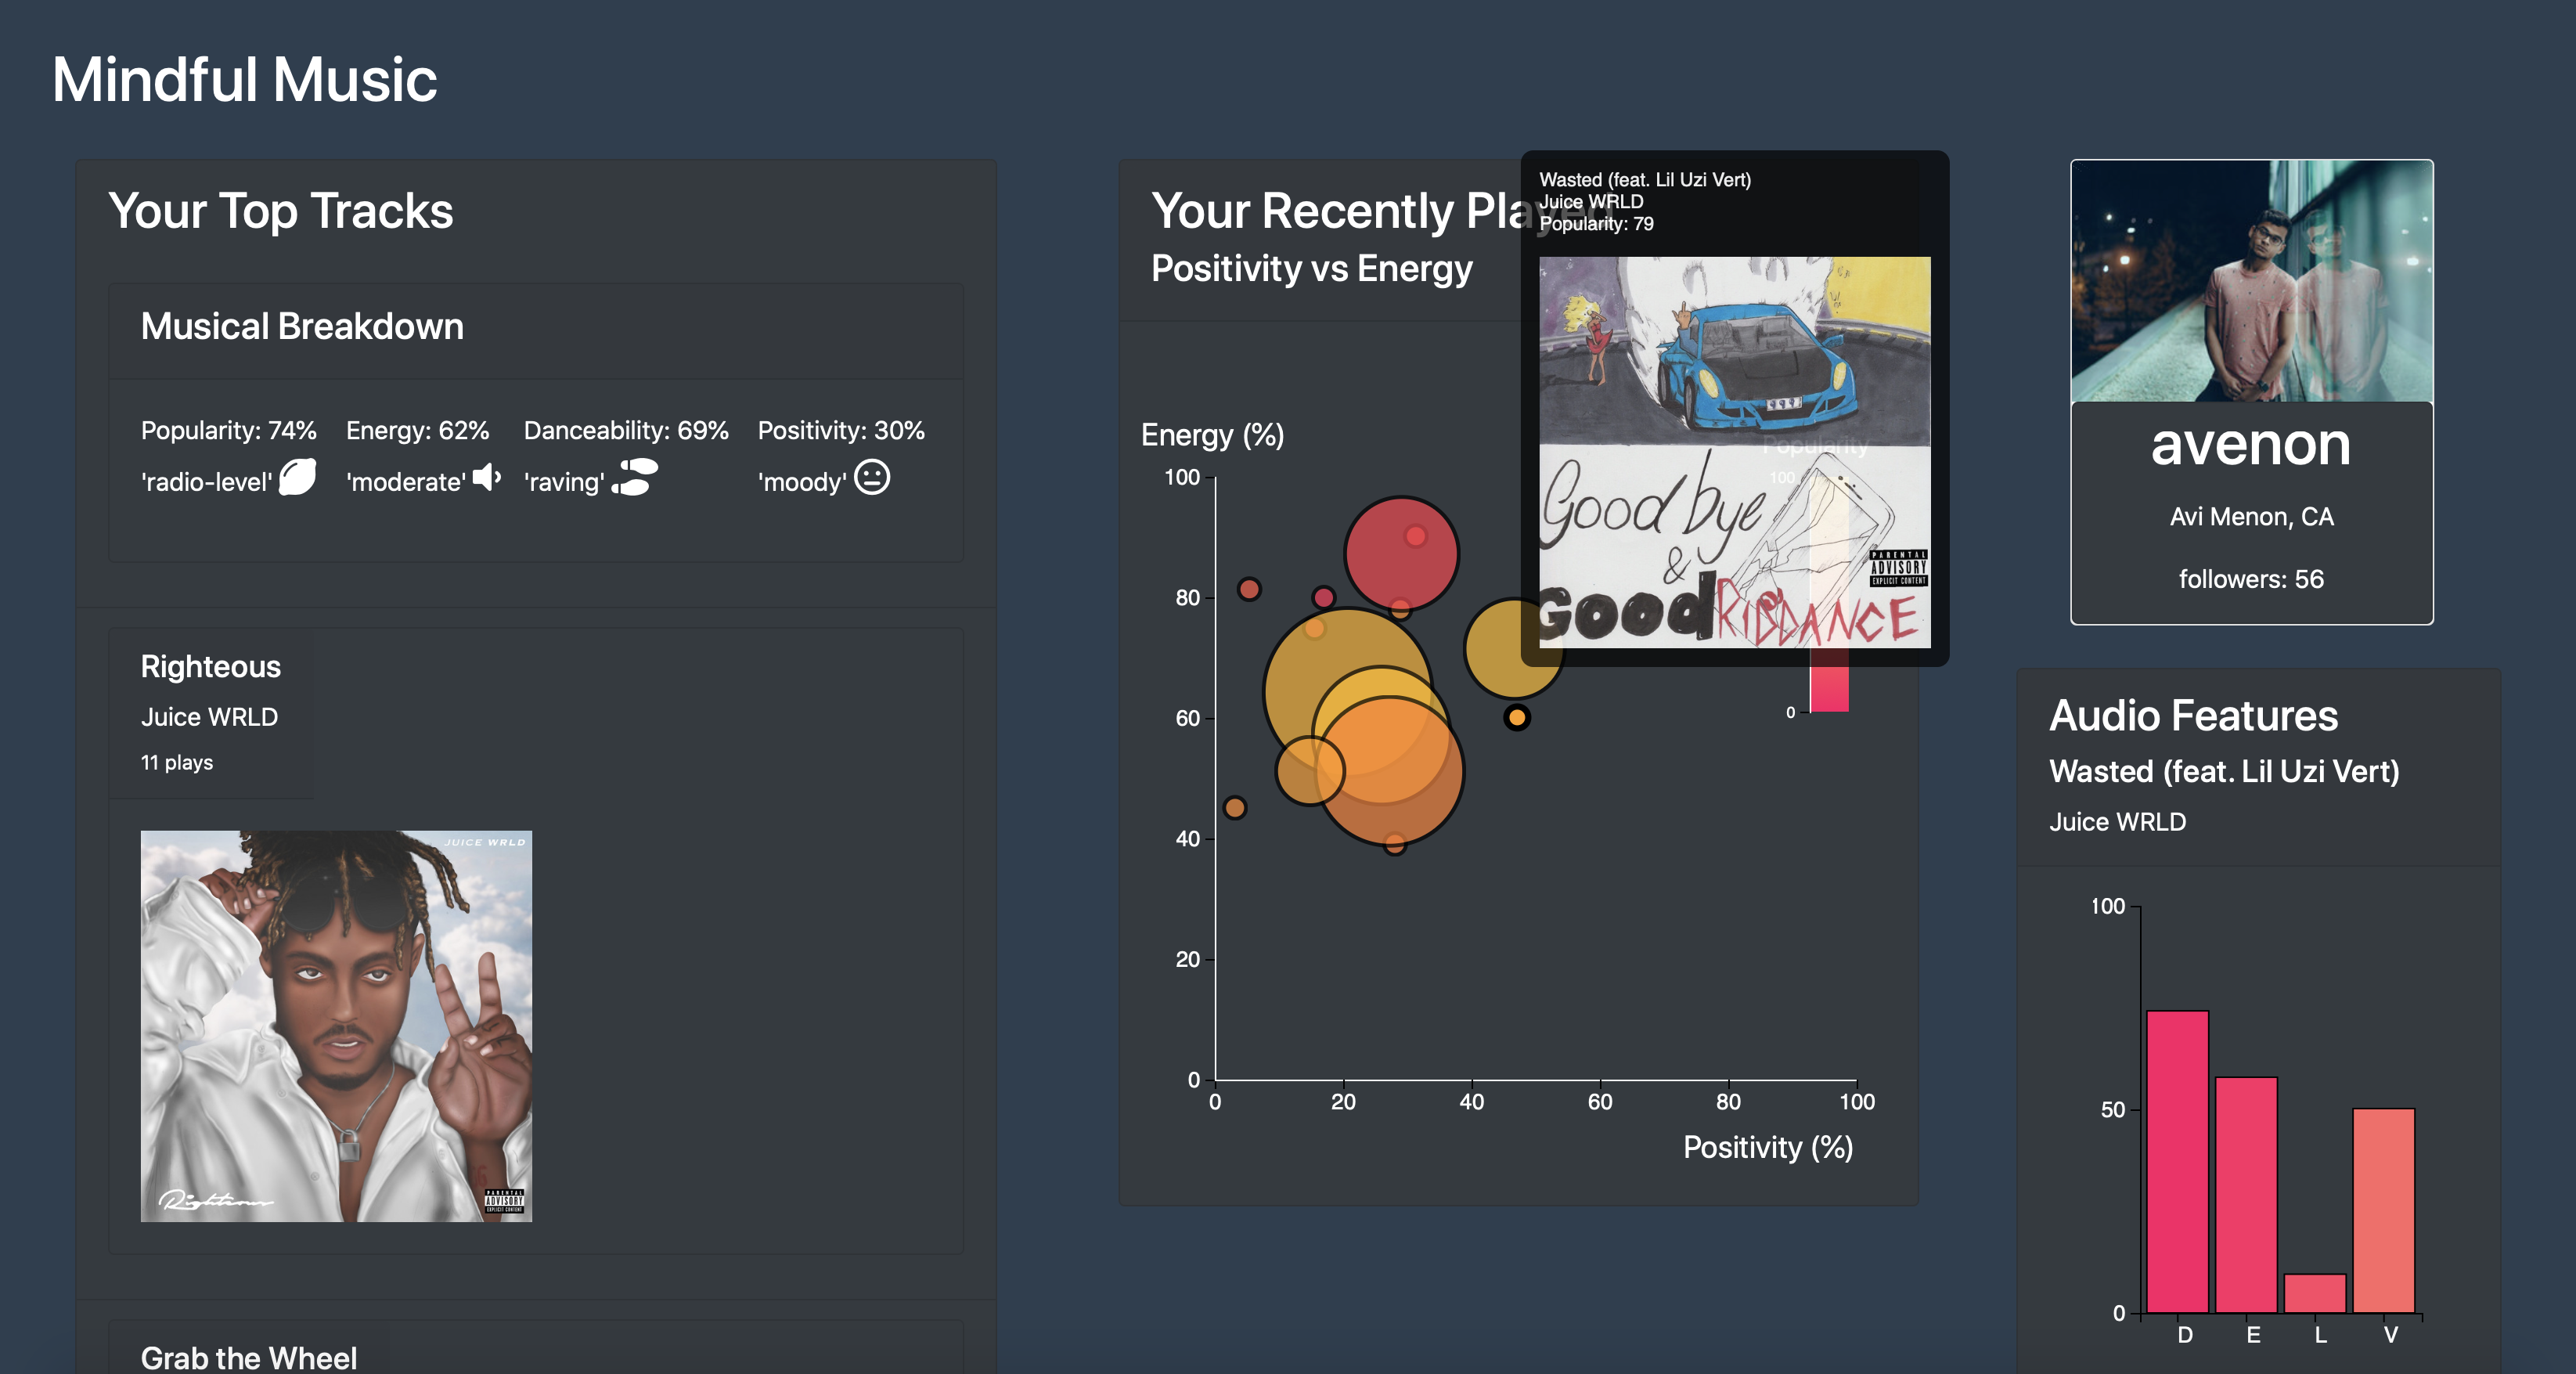 Mindful Music
Your Top Tracks
Musical Breakdown
Popularity: 74%
'radio-level'
Energy: 62%
'moderate'
Danceability: 69%
'raving'
Positivity: 30%
'moody'
Righteous
Juice WRLD
11 plays
JUICE WRLD
Righteous
PARENTAL
ADVISORY
EXPLICIT CONTENT
Grab the Wheel
Your Recently Played
Positivity vs Energy
Wasted (feat. Lil Uzi Vert)
Juice WRLD
Popularity: 79
999
Goodbye
&
Good RIDDANCE
PARENTAL
ADVISORY
EXPLICIT CONTENT
Popularity
100
0
Energy (%)
100
80
60
40
20
0
0 20 40 60 80 100
Positivity (%)
avenon
Avi Menon, CA
followers: 56
Audio Features
Wasted (feat. Lil Uzi Vert)
Juice WRLD
100
50
0
D E L V